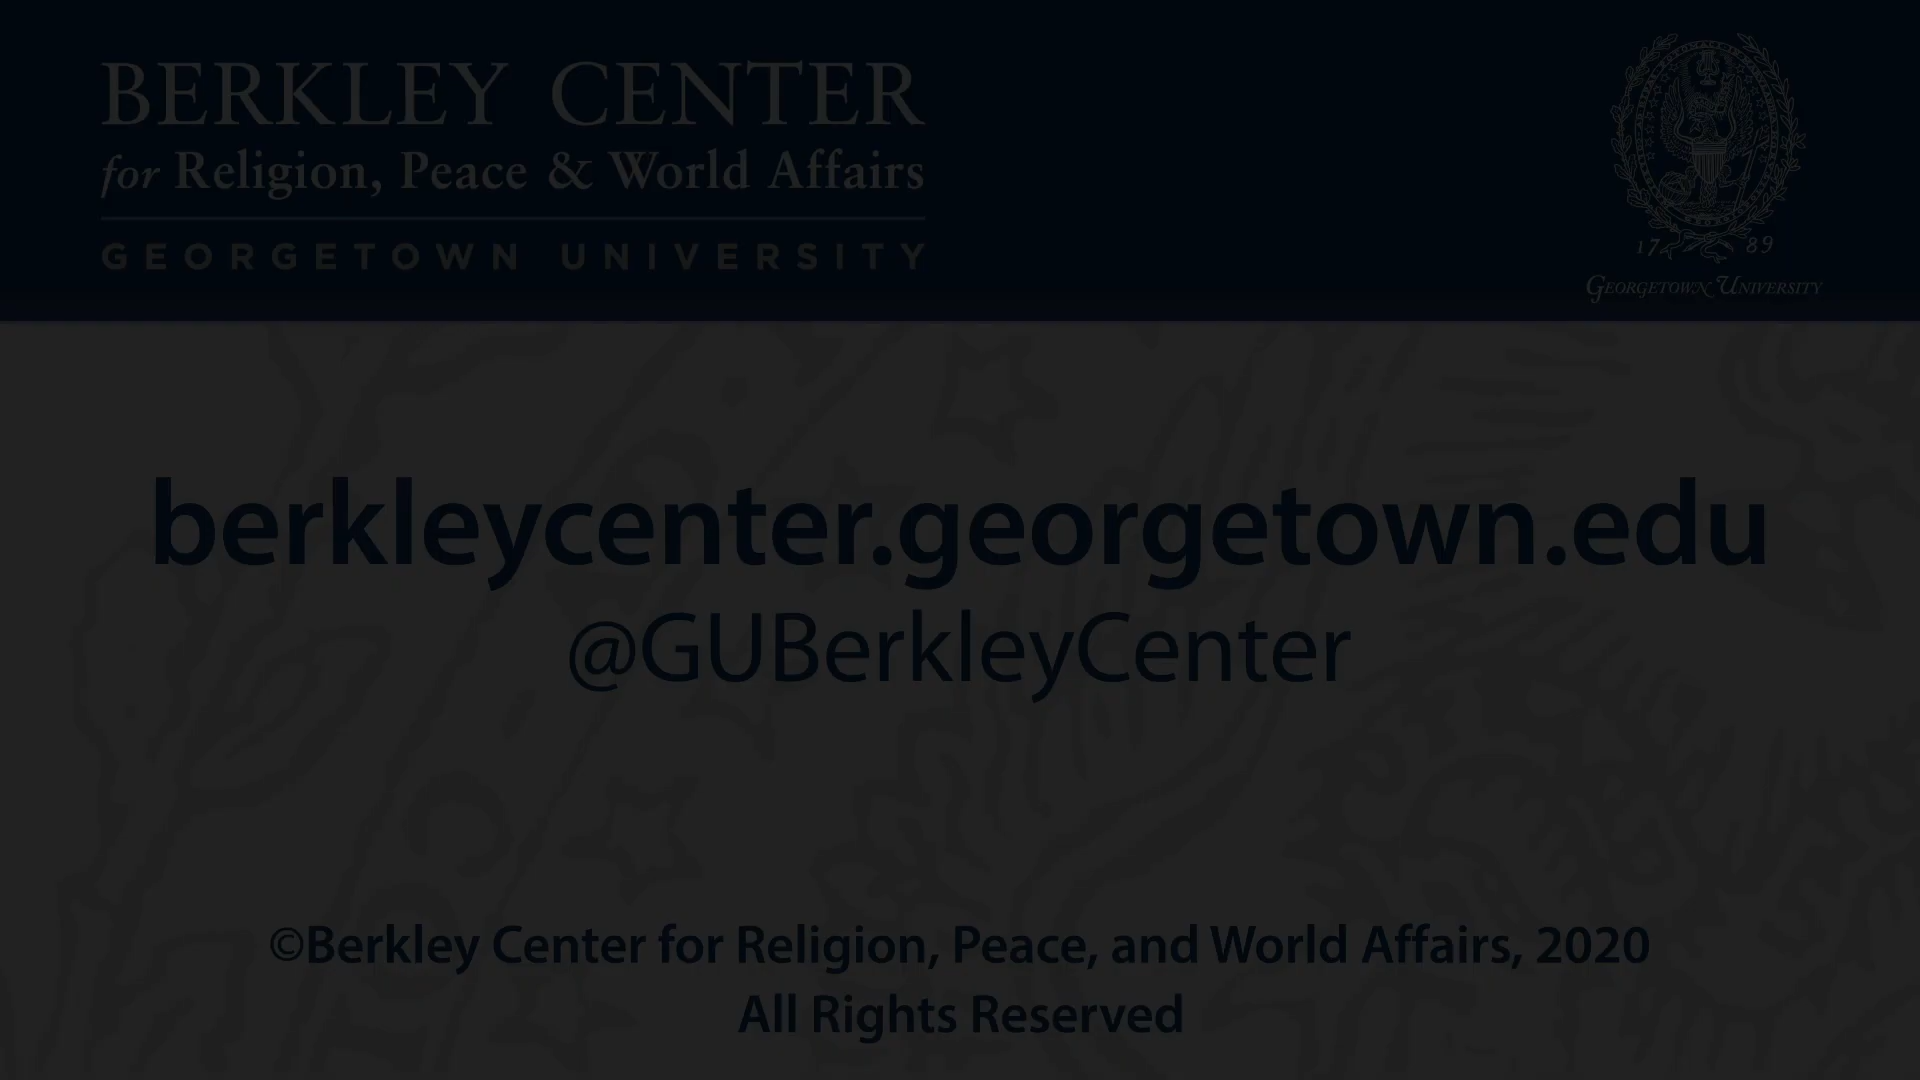 BERKLEY CENTER
for Religion, Peace & World Affairs
GEORGETOWN UNIVERSITY
17 89
GEORGETOWN UNIVERSITY
berkleycenter.georgetown.edu
@GUBerkleyCenter
©Berkley Center for Religion, Peace, and World Affairs, 2020
All Rights Reserved